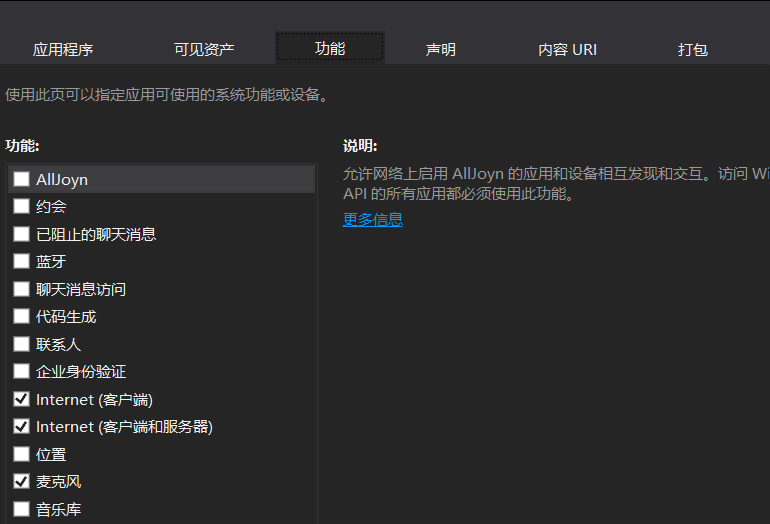 应用程序 可见资产 功能 声明 内容 URI 打包
使用此页可以指定应用可使用的系统功能或设备。
功能: 说明:
AllJoyn
允许网络上启用 AllJoyn 的应用和设备相互发现和交互。访问 Wi
API 的所有应用都必须使用此功能。
更多信息
约会
已阻止的聊天消息
蓝牙
聊天消息访问
代码生成
联系人
企业身份验证
Internet (客户端)
Internet (客户端和服务器)
位置
麦克风
音乐库